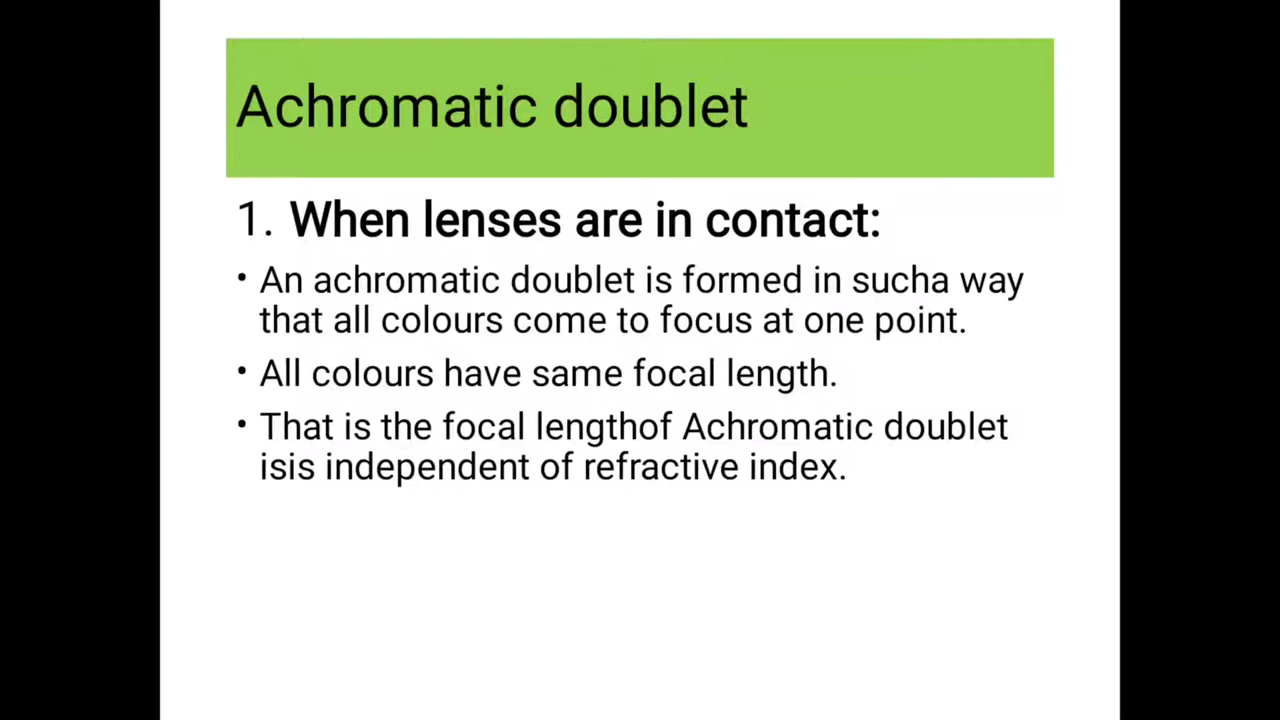 Achromatic doublet
1. When lenses are in contact:
• An achromatic doublet is formed in sucha way
that all colours come to focus at one point.
• All colours have same focal length.
• That is the focal lengthof Achromatic doublet
isis independent of refractive index.